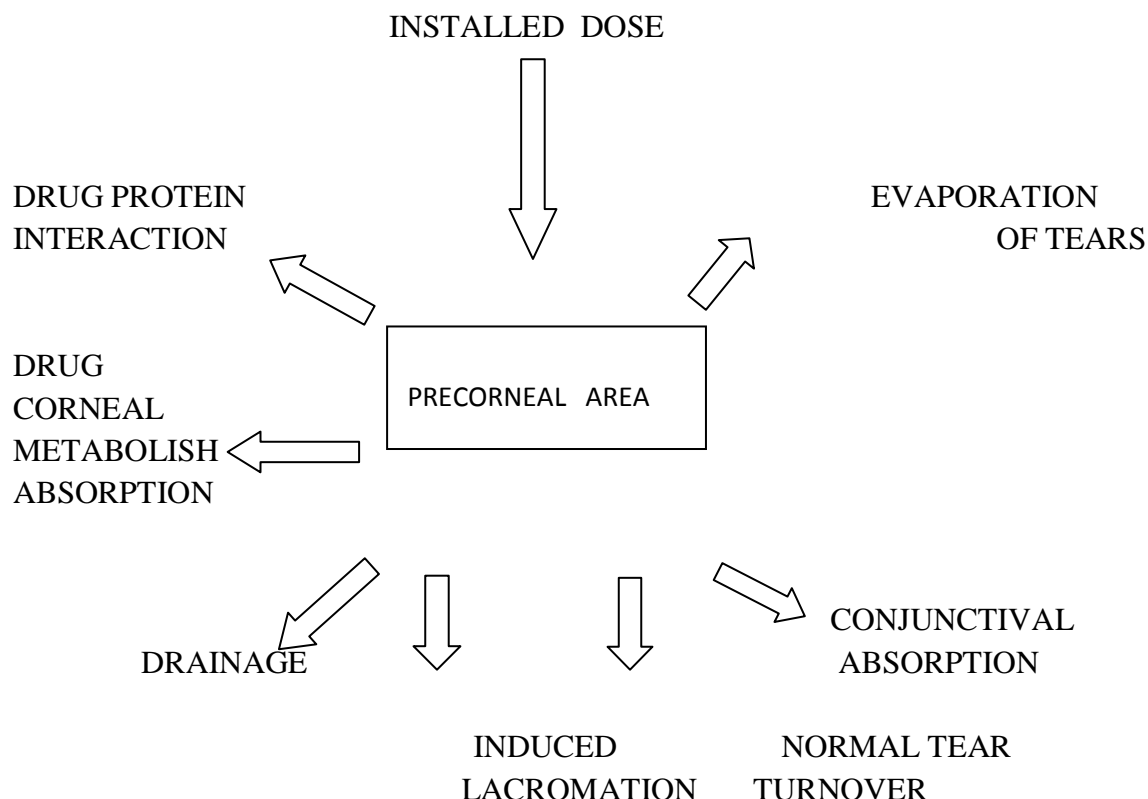 INSTALLED DOSE
DRUG PROTEIN
INTERACTION
EVAPORATION
OF TEARS
PRECORNEAL AREA
DRUG
CORNEAL
METABOLISH
ABSORPTION
CONJUNCTIVAL
ABSORPTION
DRAINAGE
INDUCED
LACROMATION
NORMAL TEAR
TURNOVER